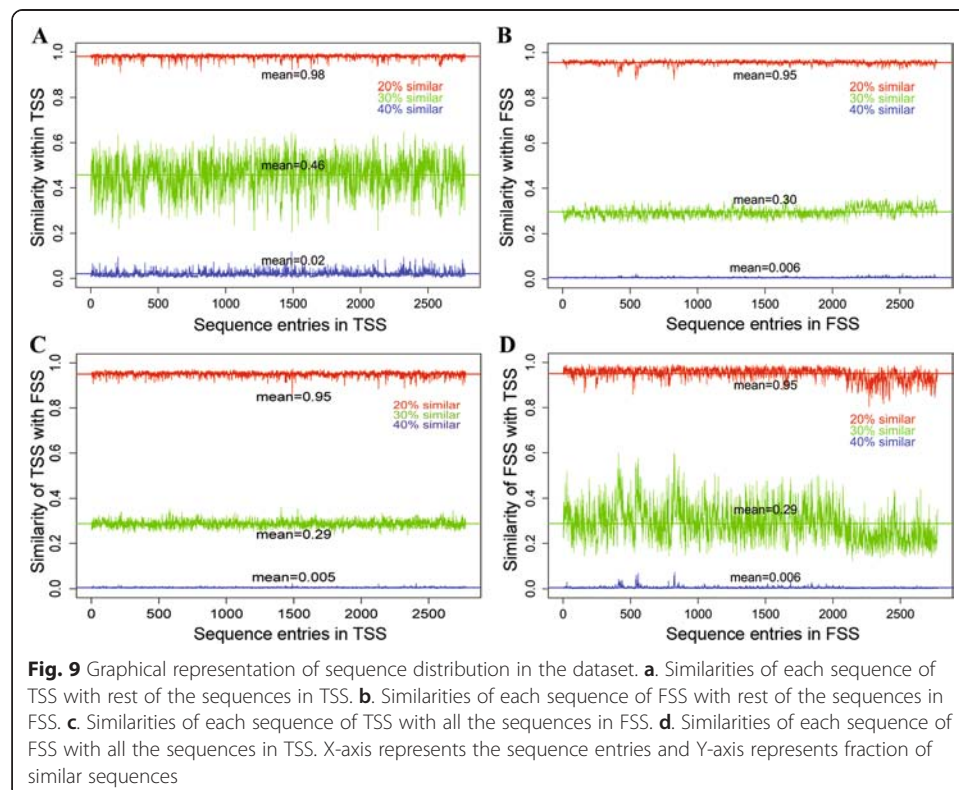 A
Similarity within TSS
1.0
0.8
0.6
0.4
0.2
0.0
mean=0.98
20% similar
30% similar
40% similar
mean=0.46
mean=0.02
0 500 1000 1500 2000 2500
Sequence entries in TSS
B
Similarity within FSS
1.0
0.8
0.6
0.4
0.2
0.0
mean=0.95
20% similar
30% similar
40% similar
mean=0.30
mean=0.006
0 500 1000 1500 2000 2500
Sequence entries in FSS
C
Similarity of TSS with FSS
1.0
0.8
0.6
0.4
0.2
0.0
mean=0.95
20% similar
30% similar
40% similar
mean=0.29
mean=0.005
0 500 1000 1500 2000 2500
Sequence entries in TSS
D
Similarity of FSS with TSS
1.0
0.8
0.6
0.4
0.2
0.0
mean=0.95
20% similar
30% similar
40% similar
mean=0.29
mean=0.006
0 500 1000 1500 2000 2500
Sequence entries in FSS
Fig. 9 Graphical representation of sequence distribution in the dataset. a. Similarities of each sequence of
TSS with rest of the sequences in TSS. b. Similarities of each sequence of FSS with rest of the sequences in
FSS. c. Similarities of each sequence of TSS with all the sequences in FSS. d. Similarities of each sequence of
FSS with all the sequences in TSS. X-axis represents the sequence entries and Y-axis represents fraction of
similar sequences